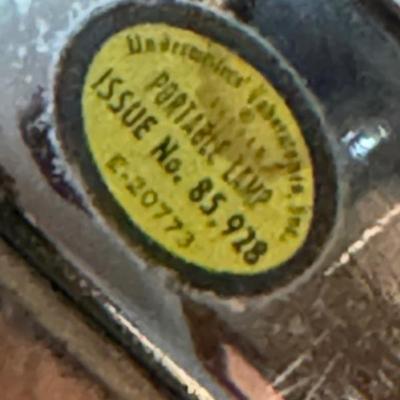 Underwriters' Laboratories, Inc.
PORTABLE LAMP
ISSUE No. 85,928
E-20773